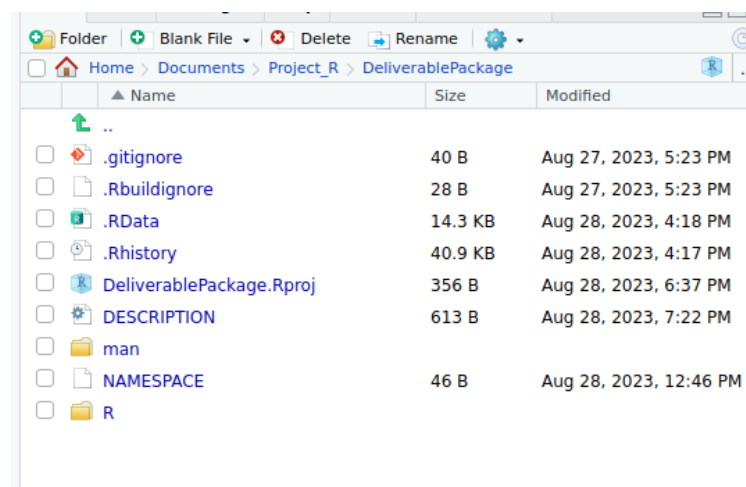 Folder Blank File Delete Rename
Home > Documents > Project_R > DeliverablePackage R
Name Size Modified
..
.gitignore 40 B Aug 27, 2023, 5:23 PM
.Rbuildignore 28 B Aug 27, 2023, 5:23 PM
.RData 14.3 KB Aug 28, 2023, 4:18 PM
.Rhistory 40.9 KB Aug 28, 2023, 4:17 PM
DeliverablePackage.Rproj 356 B Aug 28, 2023, 6:37 PM
DESCRIPTION 613 B Aug 28, 2023, 7:22 PM
man
NAMESPACE 46 B Aug 28, 2023, 12:46 PM
R